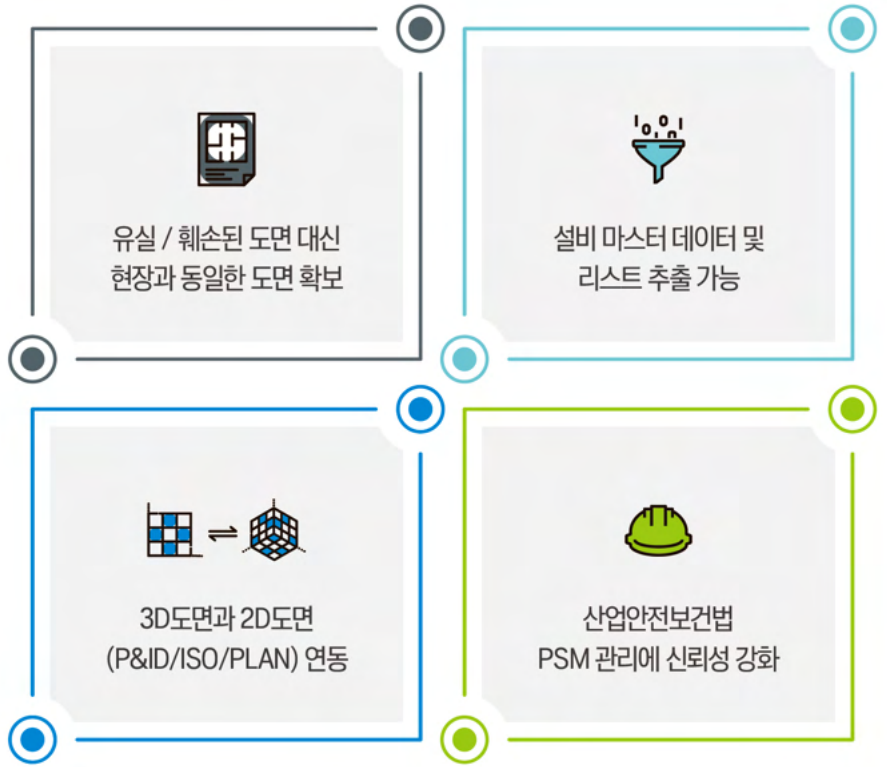 유실 / 훼손된 도면 대신
현장과 동일한 도면 확보
설비 마스터 데이터 및
리스트 추출 가능
3D도면과 2D도면
(P&ID/ISO/PLAN) 연동
산업안전보건법
PSM 관리에 신뢰성 강화